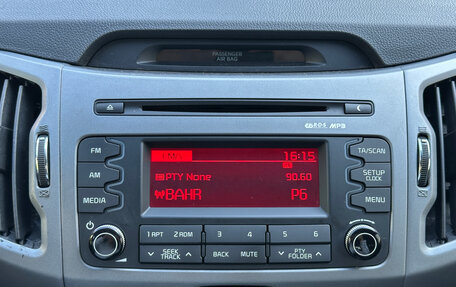 PASSENGER
AIR BAG
RDS MP3
FM
AM
MEDIA
FM1
16:15
PTY None 90.60
BAHR P6
TA/SCAN
SETUP
CLOCK
MENU
1 RPT 2 RDM 3 4 5 6
SEEK
TRACK
BACK MUTE
PTY
FOLDER